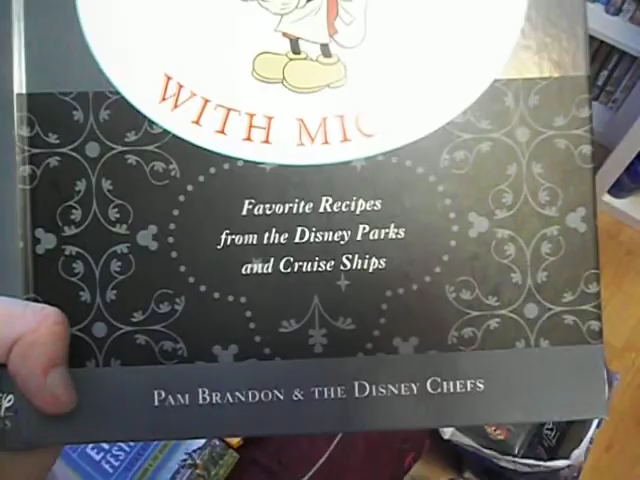 WITH MIC
Favorite Recipes
from the Disney Parks
and Cruise Ships
PAM BRANDON & THE DISNEY CHEFS